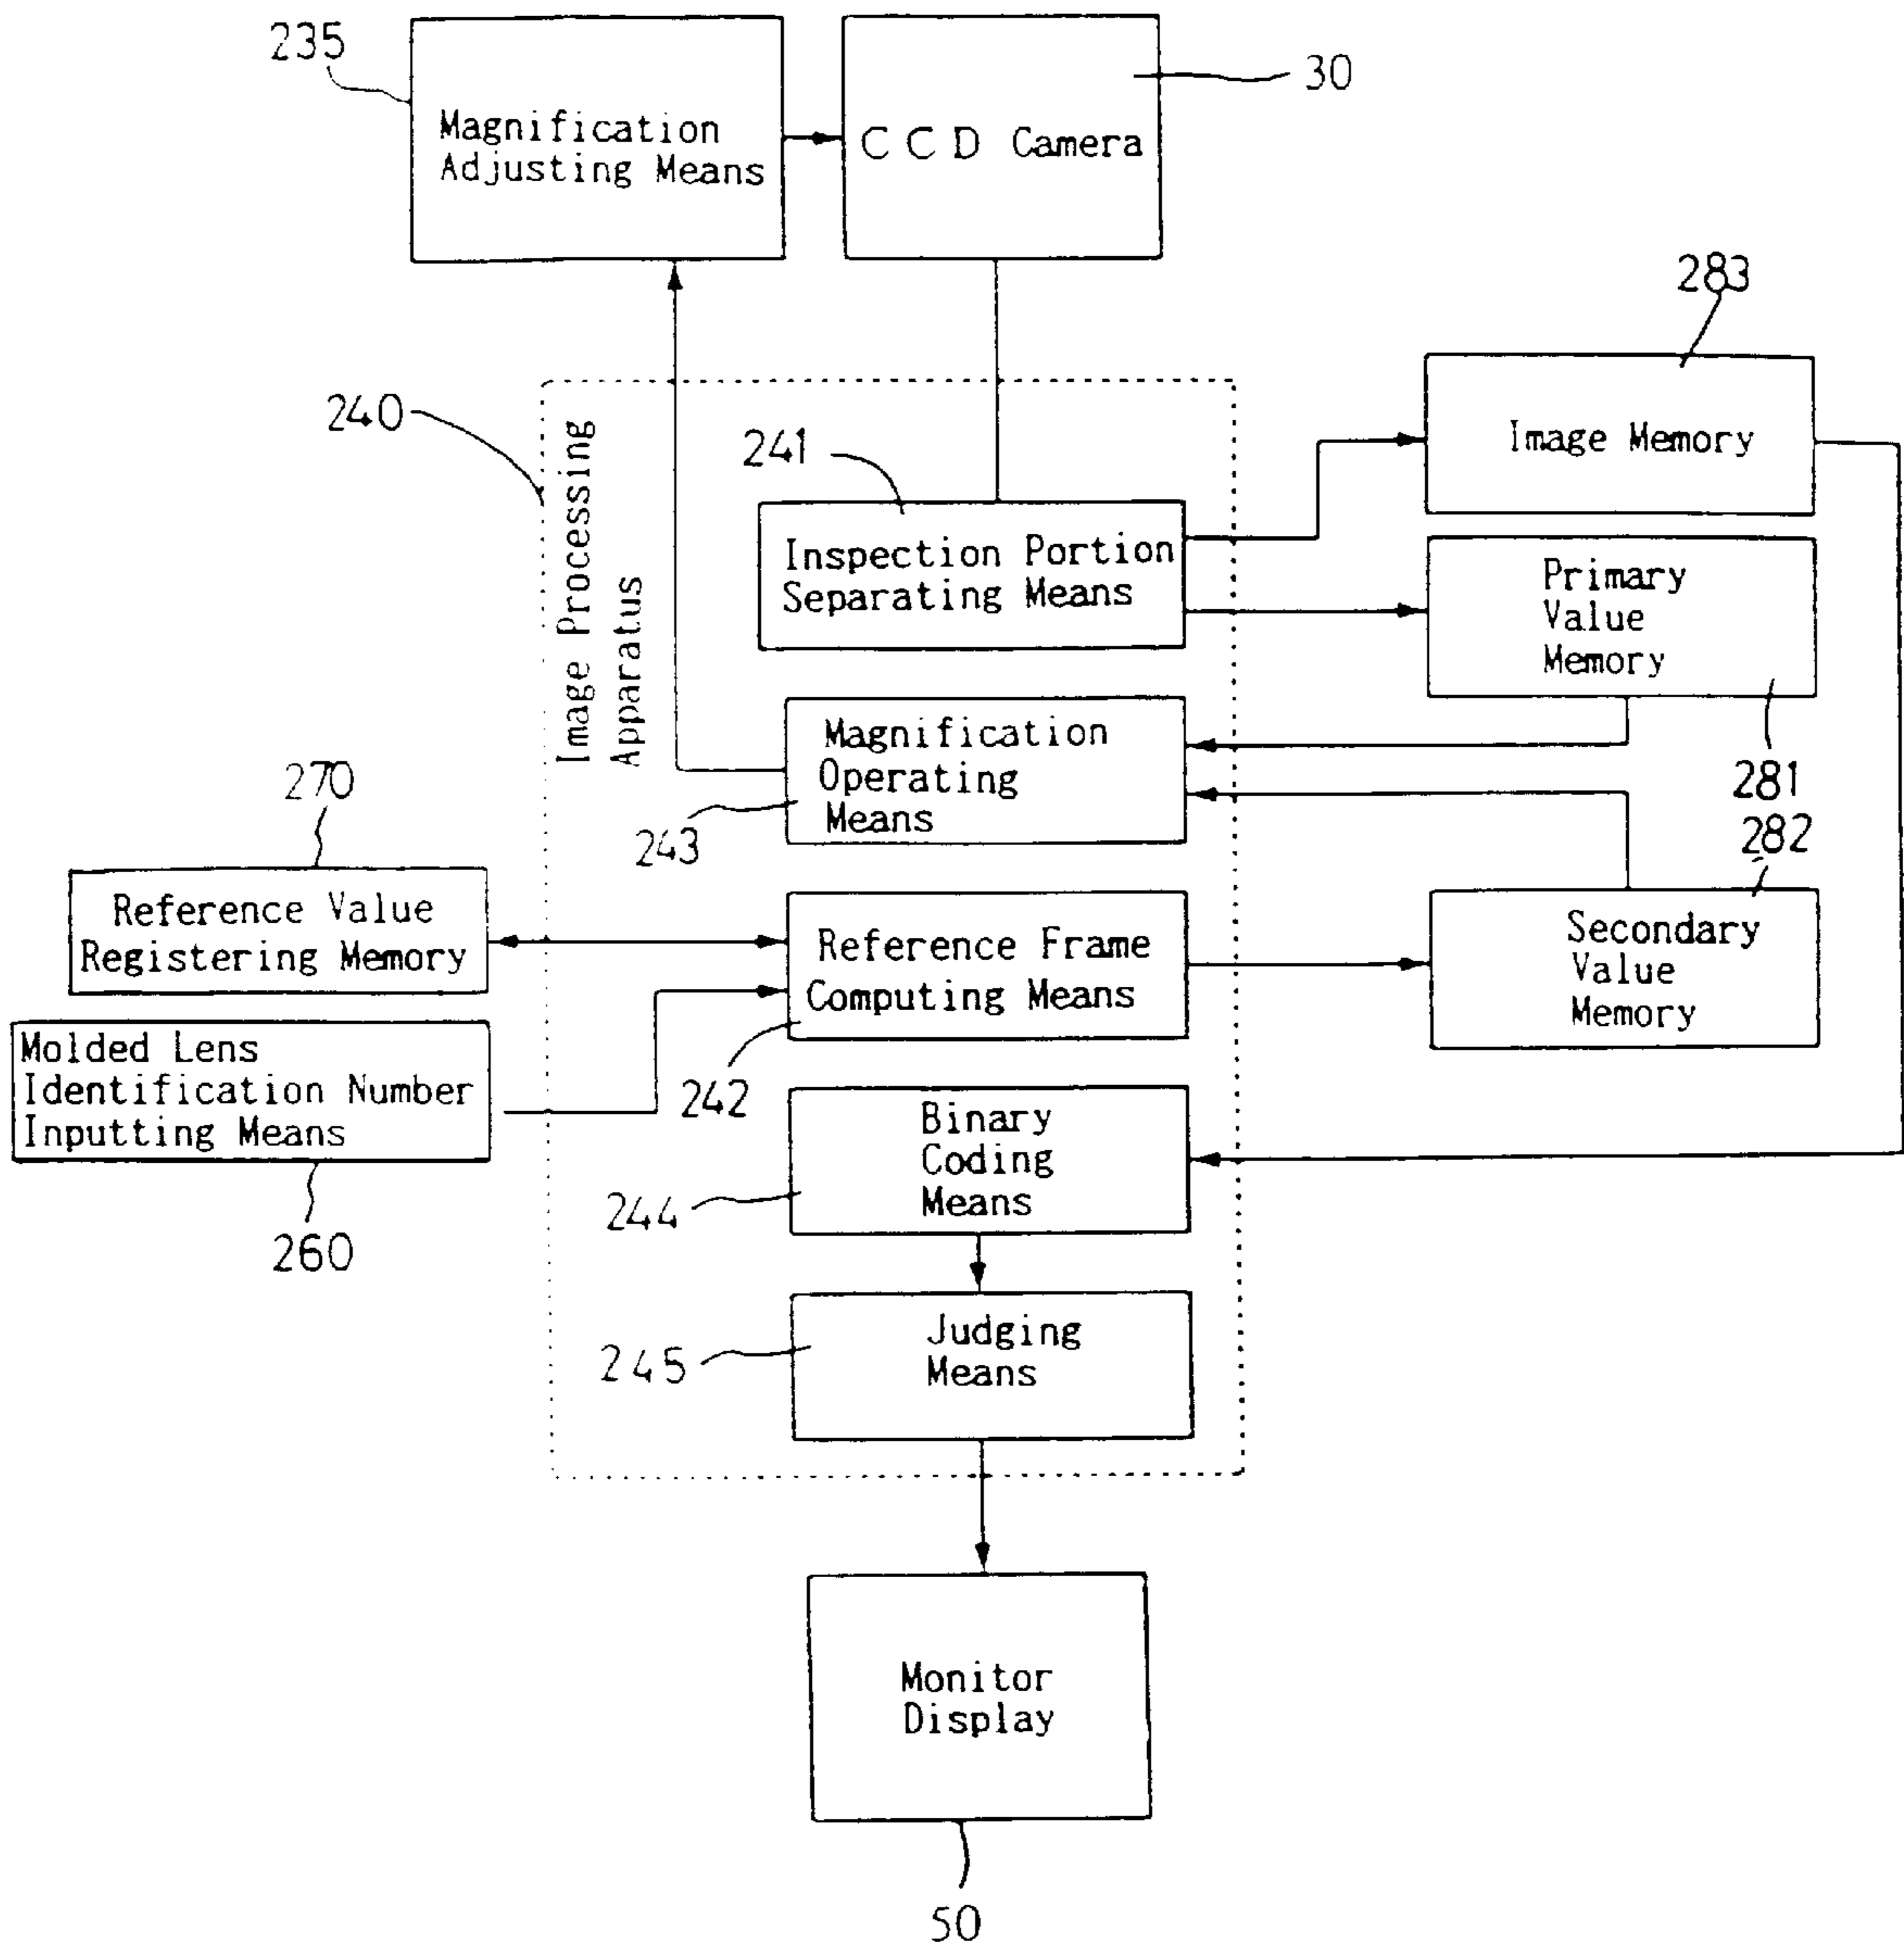 235
30
Magnification
Adjusting Means
C C D Camera
283
240
Image Processing
Apparatus
241
Image Memory
Inspection Portion
Separating Means
Primary
Value
Memory
Magnification
Operating
Means
243
281
282
270
Reference Value
Registering Memory
Reference Frame
Computing Means
Secondary
Value
Memory
Molded Lens
Identification Number
Inputting Means
242
Binary
Coding
Means
244
260
Judging
Means
245
Monitor
Display
50